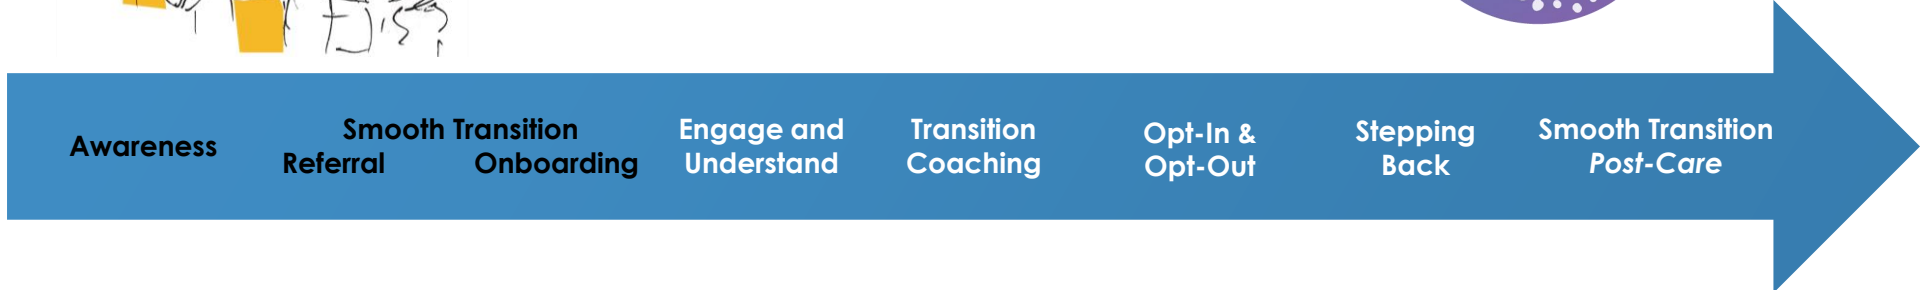 Awareness
Smooth Transition
Referral Onboarding
Engage and
Understand
Transition
Coaching
Opt-In &
Opt-Out
Stepping
Back
Smooth Transition
Post-Care